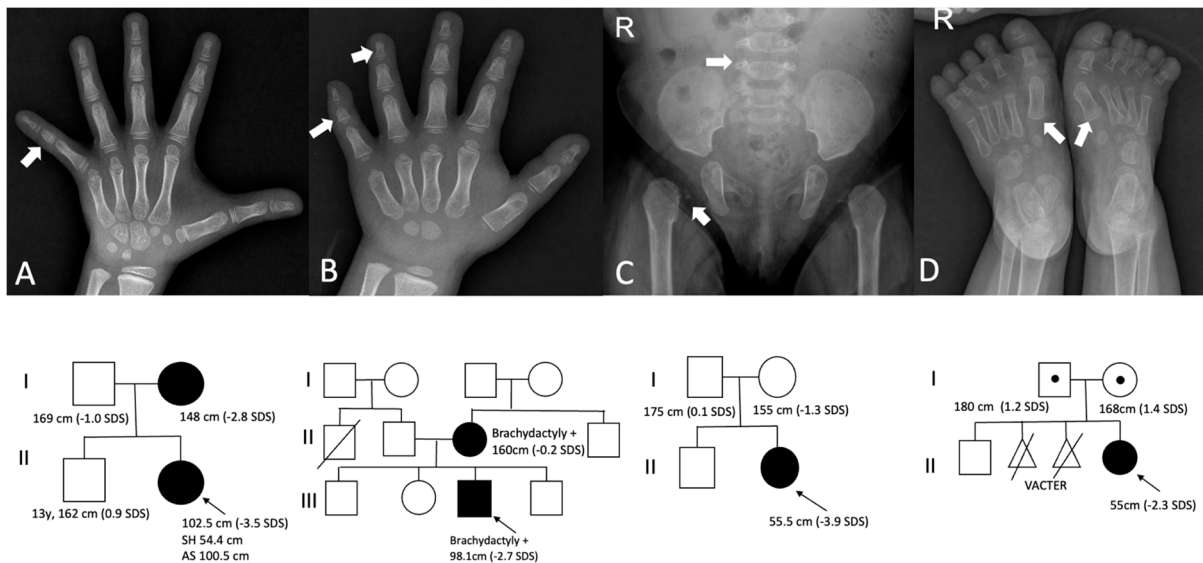 R
R
A
B
C
D
I
169 cm (-1.0 SDS)
148 cm (-2.8 SDS)
II
13y, 162 cm (0.9 SDS)
102.5 cm (-3.5 SDS)
SH 54.4 cm
AS 100.5 cm
I
II
Brachydactyly +
160cm (-0.2 SDS)
III
Brachydactyly +
98.1cm (-2.7 SDS)
I
175 cm (0.1 SDS)
155 cm (-1.3 SDS)
II
55.5 cm (-3.9 SDS)
I
180 cm (1.2 SDS)
168cm (1.4 SDS)
II
VACTER
55cm (-2.3 SDS)